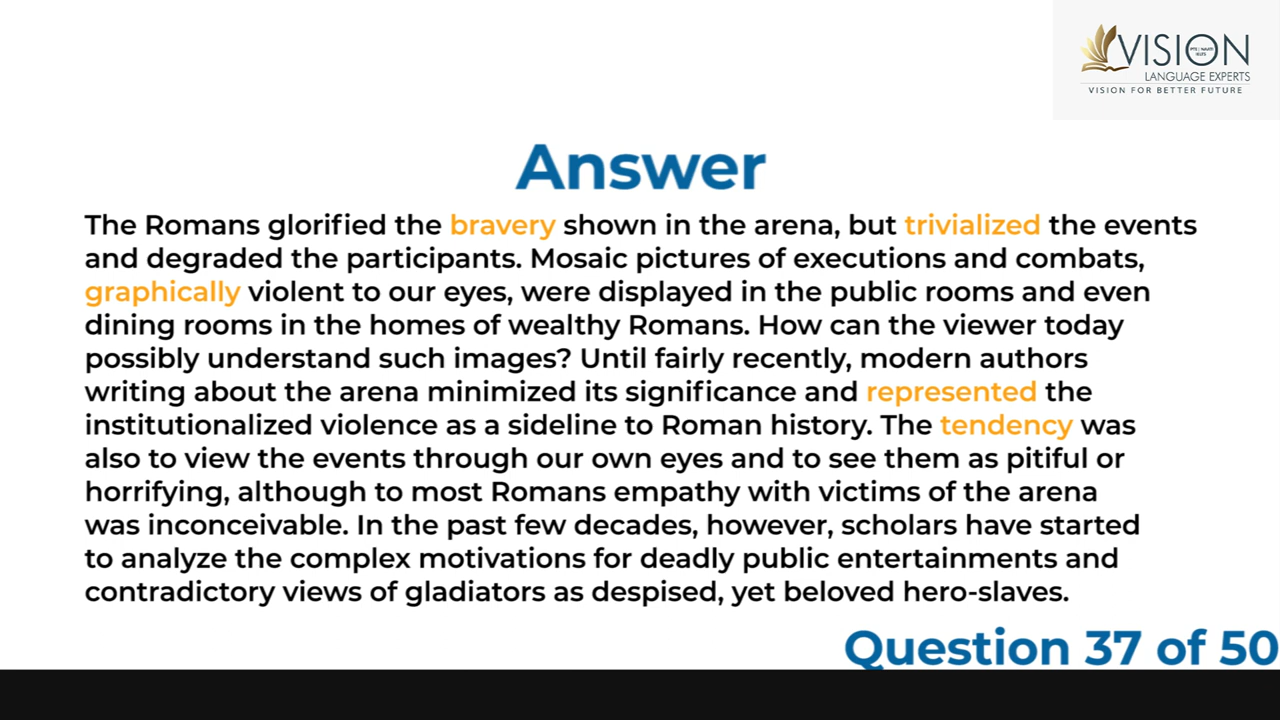 VISION
LANGUAGE EXPERTS
VISION FOR BETTER FUTURE
Answer
The Romans glorified the bravery shown in the arena, but trivialized the events
and degraded the participants. Mosaic pictures of executions and combats,
graphically violent to our eyes, were displayed in the public rooms and even
dining rooms in the homes of wealthy Romans. How can the viewer today
possibly understand such images? Until fairly recently, modern authors
writing about the arena minimized its significance and represented the
institutionalized violence as a sideline to Roman history. The tendency was
also to view the events through our own eyes and to see them as pitiful or
horrifying, although to most Romans empathy with victims of the arena
was inconceivable. In the past few decades, however, scholars have started
to analyze the complex motivations for deadly public entertainments and
contradictory views of gladiators as despised, yet beloved hero-slaves.
Question 37 of 50